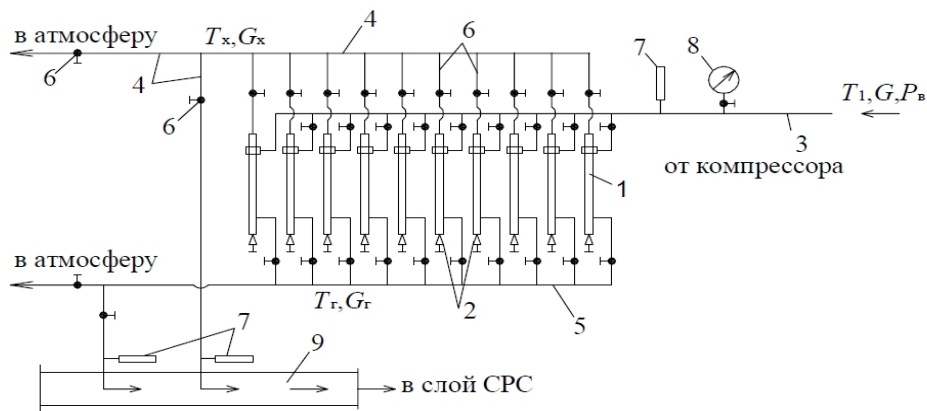 в атмосферу
Tх,Gх
4
6
7
8
6
4
6
T1,G,Pв
3
от компрессора
1
в атмосферу
Tг,Gг
2
5
7
9
в слой СРС